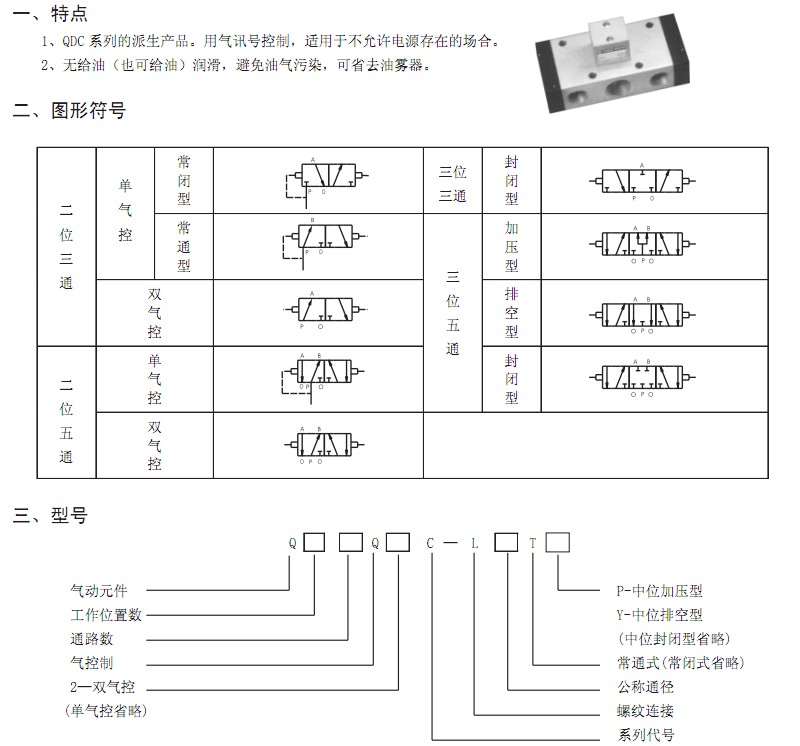 一、特点
1、QDC 系列的派生产品。用气讯号控制，适用于不允许电源存在的场合。
2、无给油（也可给油）润滑，避免油气污染，可省去油雾器。
二、图形符号
二位三通
单气控
常闭型
A
P O
常通型
B
P O
双气控
A
P O
二位五通
单气控
A B
O P O
双气控
A B
O P O
三位三通
封闭型
A
P O
三位五通
加压型
A B
O P O
排空型
A B
O P O
封闭型
A B
O P O
三、型号
Q□ □ Q□ C — L □ T□
气动元件
工作位置数
通路数
气控制
2—双气控
(单气控省略)
P-中位加压型
Y-中位排空型
(中位封闭型省略)
常通式(常闭式省略)
公称通径
螺纹连接
系列代号